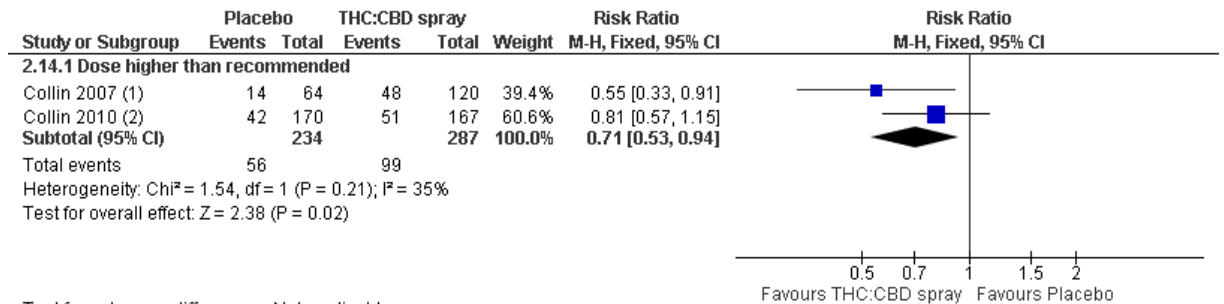 Placebo THC:CBD spray Risk Ratio Risk Ratio
Study or Subgroup Events Total Events Total Weight M-H, Fixed, 95% CI M-H, Fixed, 95% CI
2.14.1 Dose higher than recommended
Collin 2007 (1) 14 64 48 120 39.4% 0.55 [0.33, 0.91]
Collin 2010 (2) 42 170 51 167 60.6% 0.81 [0.57, 1.15]
Subtotal (95% CI) 234 287 100.0% 0.71 [0.53, 0.94]
Total events 56 99
Heterogeneity: Chi² = 1.54, df = 1 (P = 0.21); I² = 35%
Test for overall effect: Z = 2.38 (P = 0.02)
0.5 0.7 1 1.5 2
Favours THC:CBD spray Favours Placebo